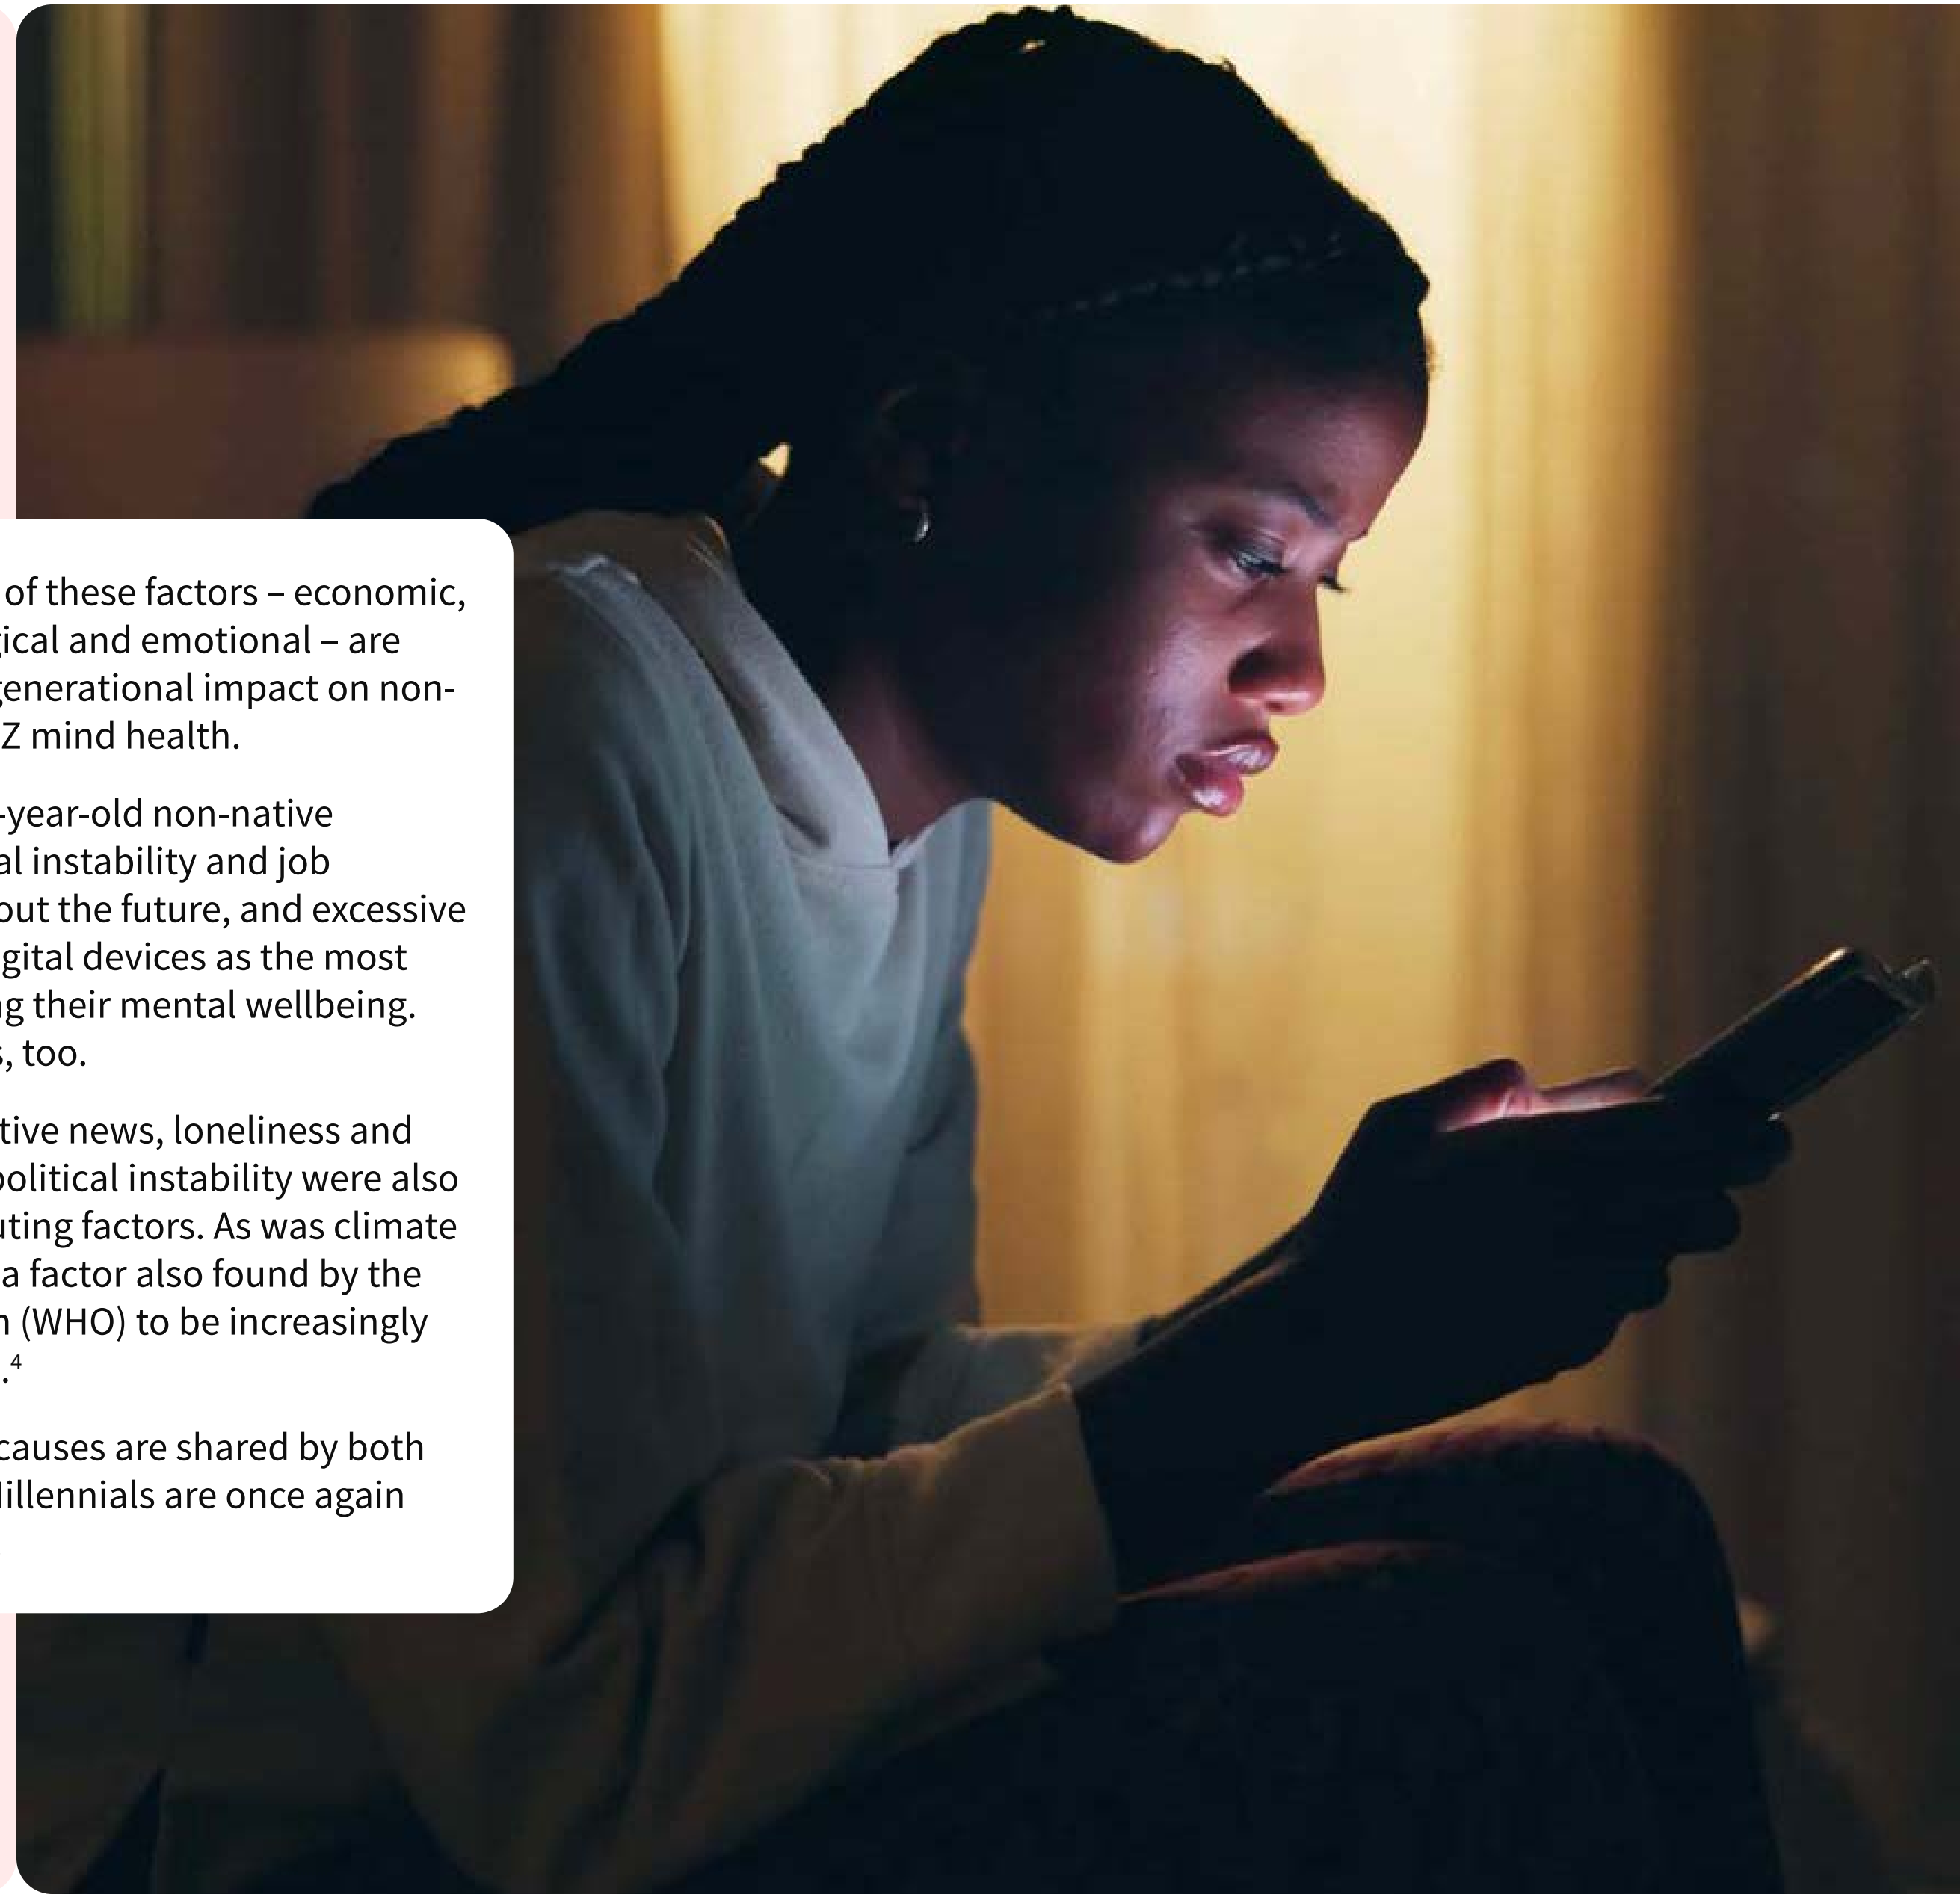 of these factors – economic,
ical and emotional – are
generational impact on non-
Z mind health.
-year-old non-native
al instability and job
out the future, and excessive
gital devices as the most
ng their mental wellbeing.
s, too.
tive news, loneliness and
political instability were also
uting factors. As was climate
a factor also found by the
n (WHO) to be increasingly
.⁴
causes are shared by both
Millennials are once again